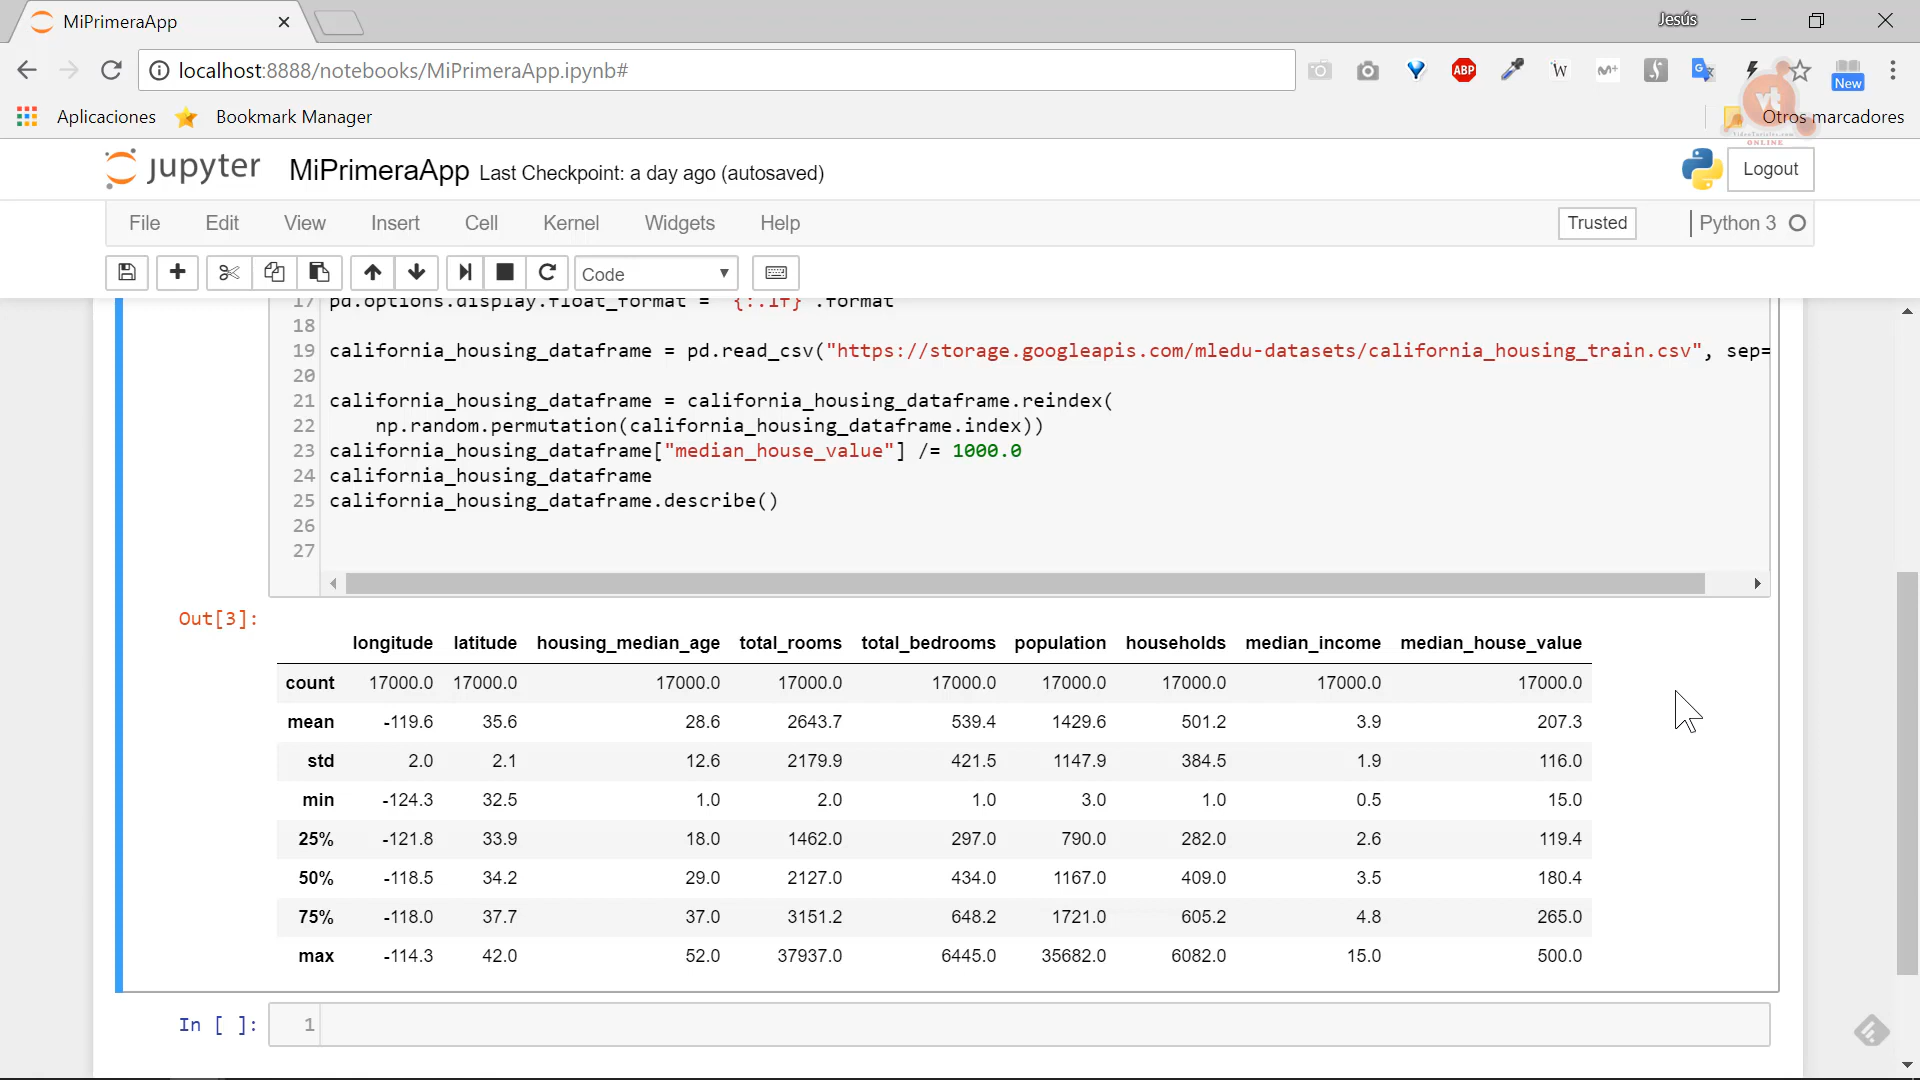 MiPrimeraApp
Jesús
localhost:8888/notebooks/MiPrimeraApp.ipynb#
ABP
W
New
Aplicaciones
Bookmark Manager
Otros marcadores
vt
ONLINE
jupyter
MiPrimeraApp Last Checkpoint: a day ago (autosaved)
Logout
File Edit View Insert Cell Kernel Widgets Help
Trusted
Python 3
Code
17 pd.options.display.float_format = '{:.1f}'.format
18
19 california_housing_dataframe = pd.read_csv("https://storage.googleapis.com/mledu-datasets/california_housing_train.csv", sep=
20
21 california_housing_dataframe = california_housing_dataframe.reindex(
22 np.random.permutation(california_housing_dataframe.index))
23 california_housing_dataframe["median_house_value"] /= 1000.0
24 california_housing_dataframe
25 california_housing_dataframe.describe()
26
27
Out[3]:
longitude latitude housing_median_age total_rooms total_bedrooms population households median_income median_house_value
count 17000.0 17000.0 17000.0 17000.0 17000.0 17000.0 17000.0 17000.0 17000.0
mean -119.6 35.6 28.6 2643.7 539.4 1429.6 501.2 3.9 207.3
std 2.0 2.1 12.6 2179.9 421.5 1147.9 384.5 1.9 116.0
min -124.3 32.5 1.0 2.0 1.0 3.0 1.0 0.5 15.0
25% -121.8 33.9 18.0 1462.0 297.0 790.0 282.0 2.6 119.4
50% -118.5 34.2 29.0 2127.0 434.0 1167.0 409.0 3.5 180.4
75% -118.0 37.7 37.0 3151.2 648.2 1721.0 605.2 4.8 265.0
max -114.3 42.0 52.0 37937.0 6445.0 35682.0 6082.0 15.0 500.0
In [ ]: 1